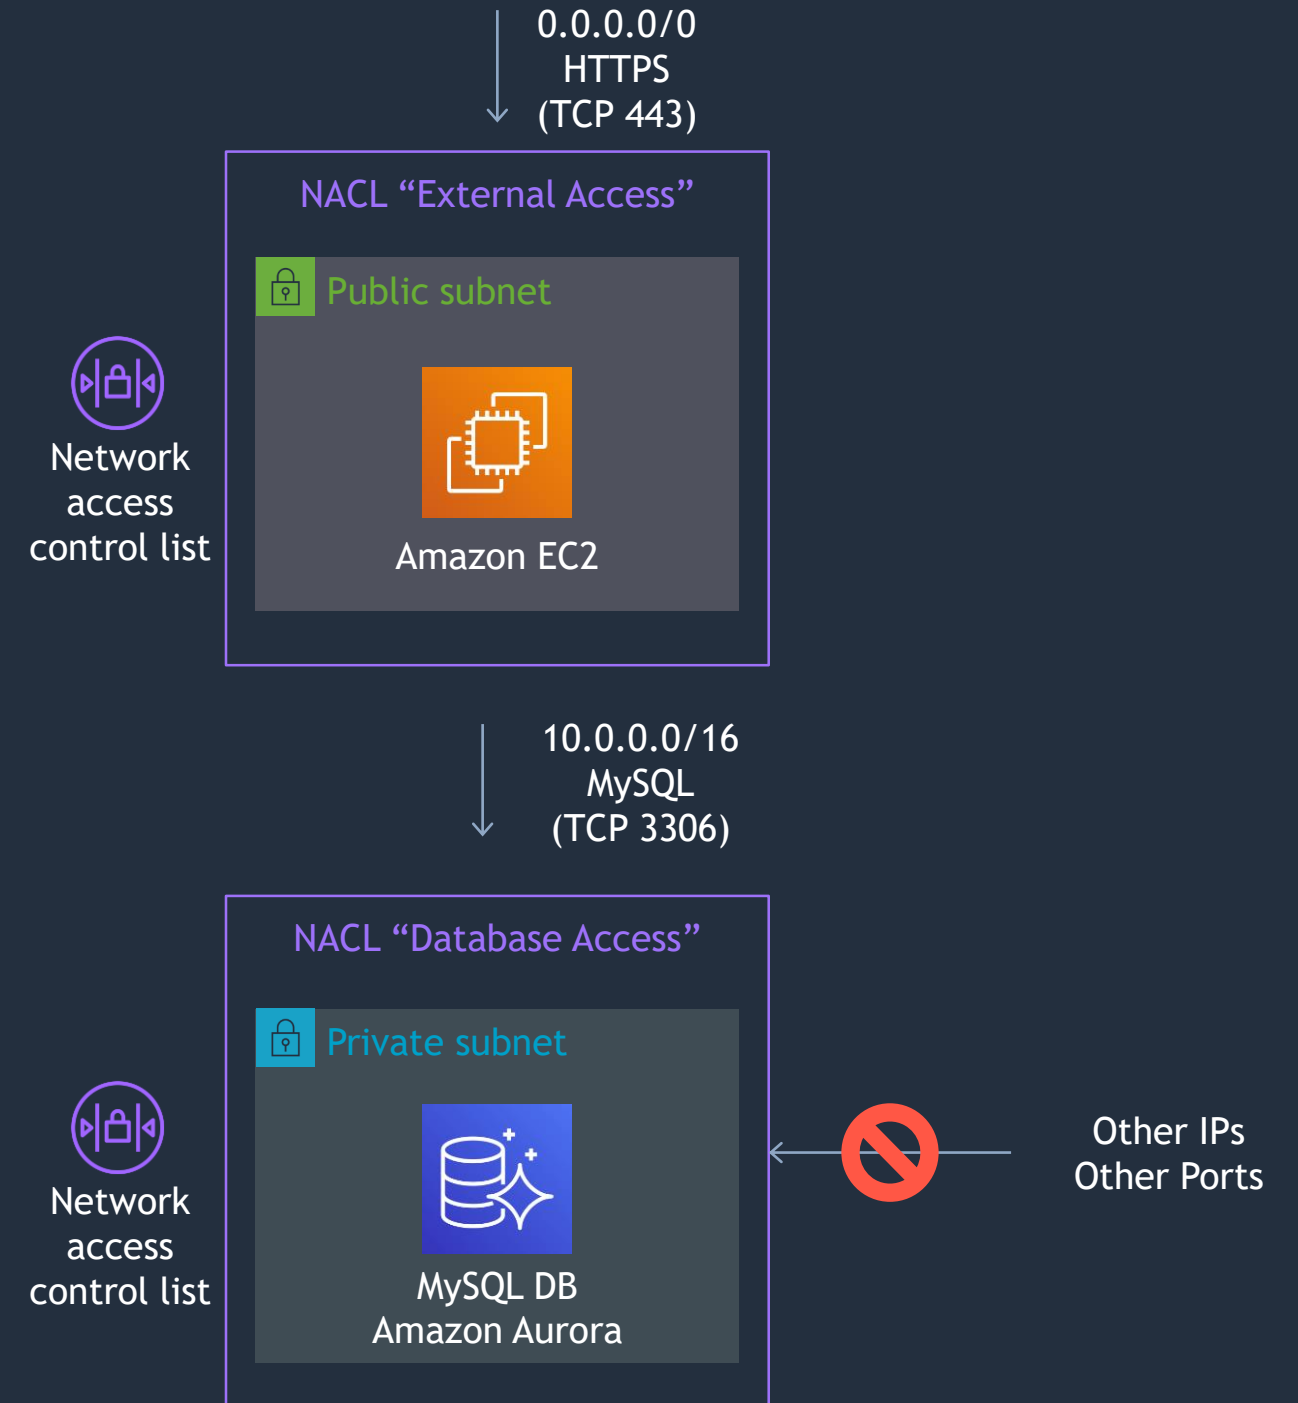 0.0.0.0/0
HTTPS
(TCP 443)
NACL “External Access”
Public subnet
Network
access
control list
Amazon EC2
10.0.0.0/16
MySQL
(TCP 3306)
NACL “Database Access”
Private subnet
Network
access
control list
MySQL DB
Amazon Aurora
Other IPs
Other Ports